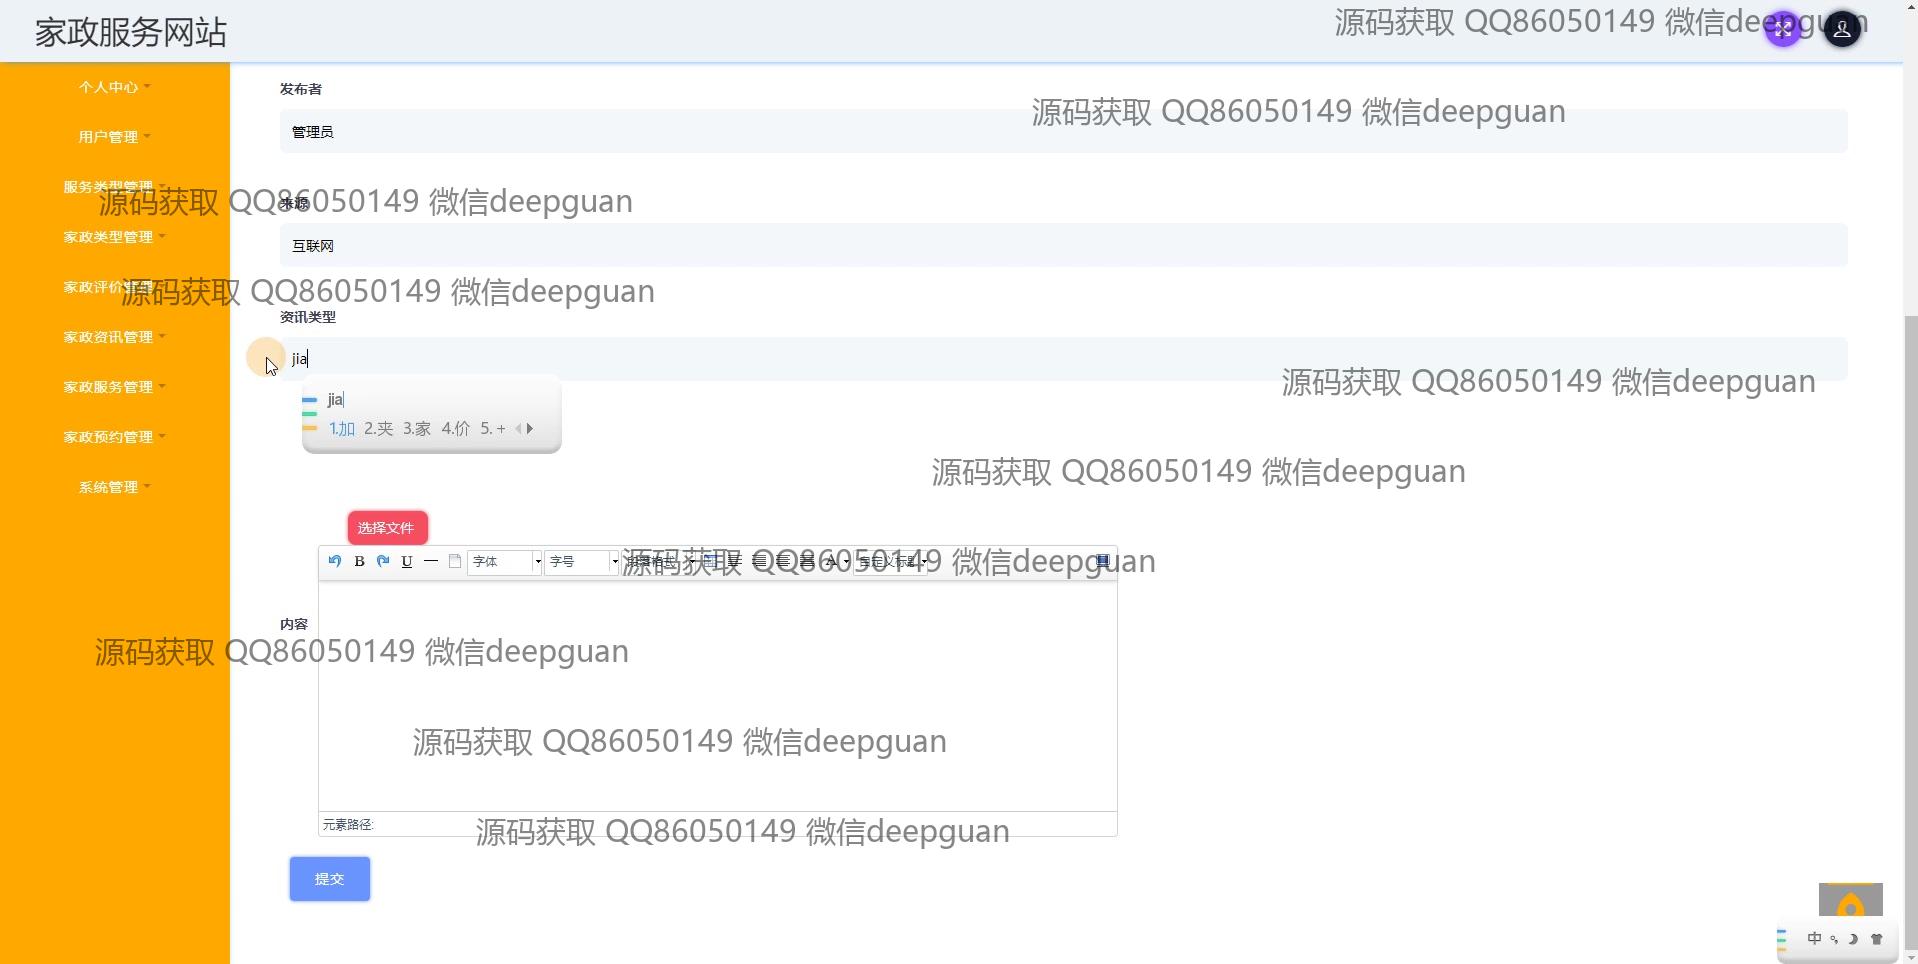 家政服务网站
源码获取 QQ86050149 微信deepguan
个人中心
发布者
源码获取 QQ86050149 微信deepguan
管理员
用户管理
服务类型管理
源码获取 QQ86050149 微信deepguan
来源
家政类型管理
互联网
家政评价管理
源码获取 QQ86050149 微信deepguan
资讯类型
家政资讯管理
jia
家政服务管理
源码获取 QQ86050149 微信deepguan
jia
1.加 2.夹 3.家 4.价 5.+
家政预约管理
源码获取 QQ86050149 微信deepguan
系统管理
选择文件
B U 字体 字号 段落格式 A 自定义标题
源码获取 QQ86050149 微信deepguan
内容
源码获取 QQ86050149 微信deepguan
源码获取 QQ86050149 微信deepguan
元素路径:
源码获取 QQ86050149 微信deepguan
提交
中